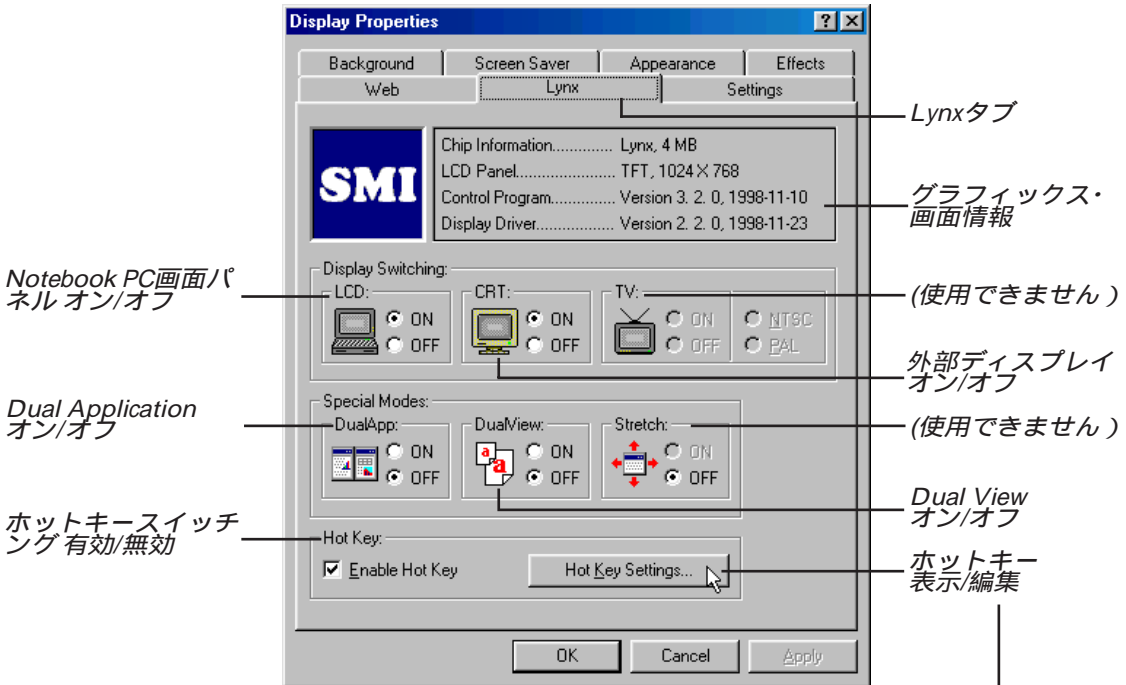 Display Properties
Background Screen Saver Appearance Effects
Web Lynx Settings
Lynxタブ
SMI
Chip Information............. Lynx, 4 MB
LCD Panel...................... TFT, 1024 X 768
Control Program.............. Version 3. 2. 0, 1998-11-10
Display Driver................. Version 2. 2. 0, 1998-11-23
グラフィックス・
画面情報
Notebook PC画面パ
ネル オン/オフ
Display Switching:
LCD: CRT: TV:
ON ON ON NTSC
OFF OFF OFF PAL
(使用できません )
外部ディスプレイ
オン/オフ
Dual Application
オン/オフ
Special Modes:
DualApp: DualView: Stretch:
a
a
ON ON ON
OFF OFF OFF
(使用できません )
Dual View
オン/オフ
ホットキースイッチ
ング 有効/無効
Hot Key:
Enable Hot Key Hot Key Settings...
ホットキー
表示/編集
OK Cancel Apply